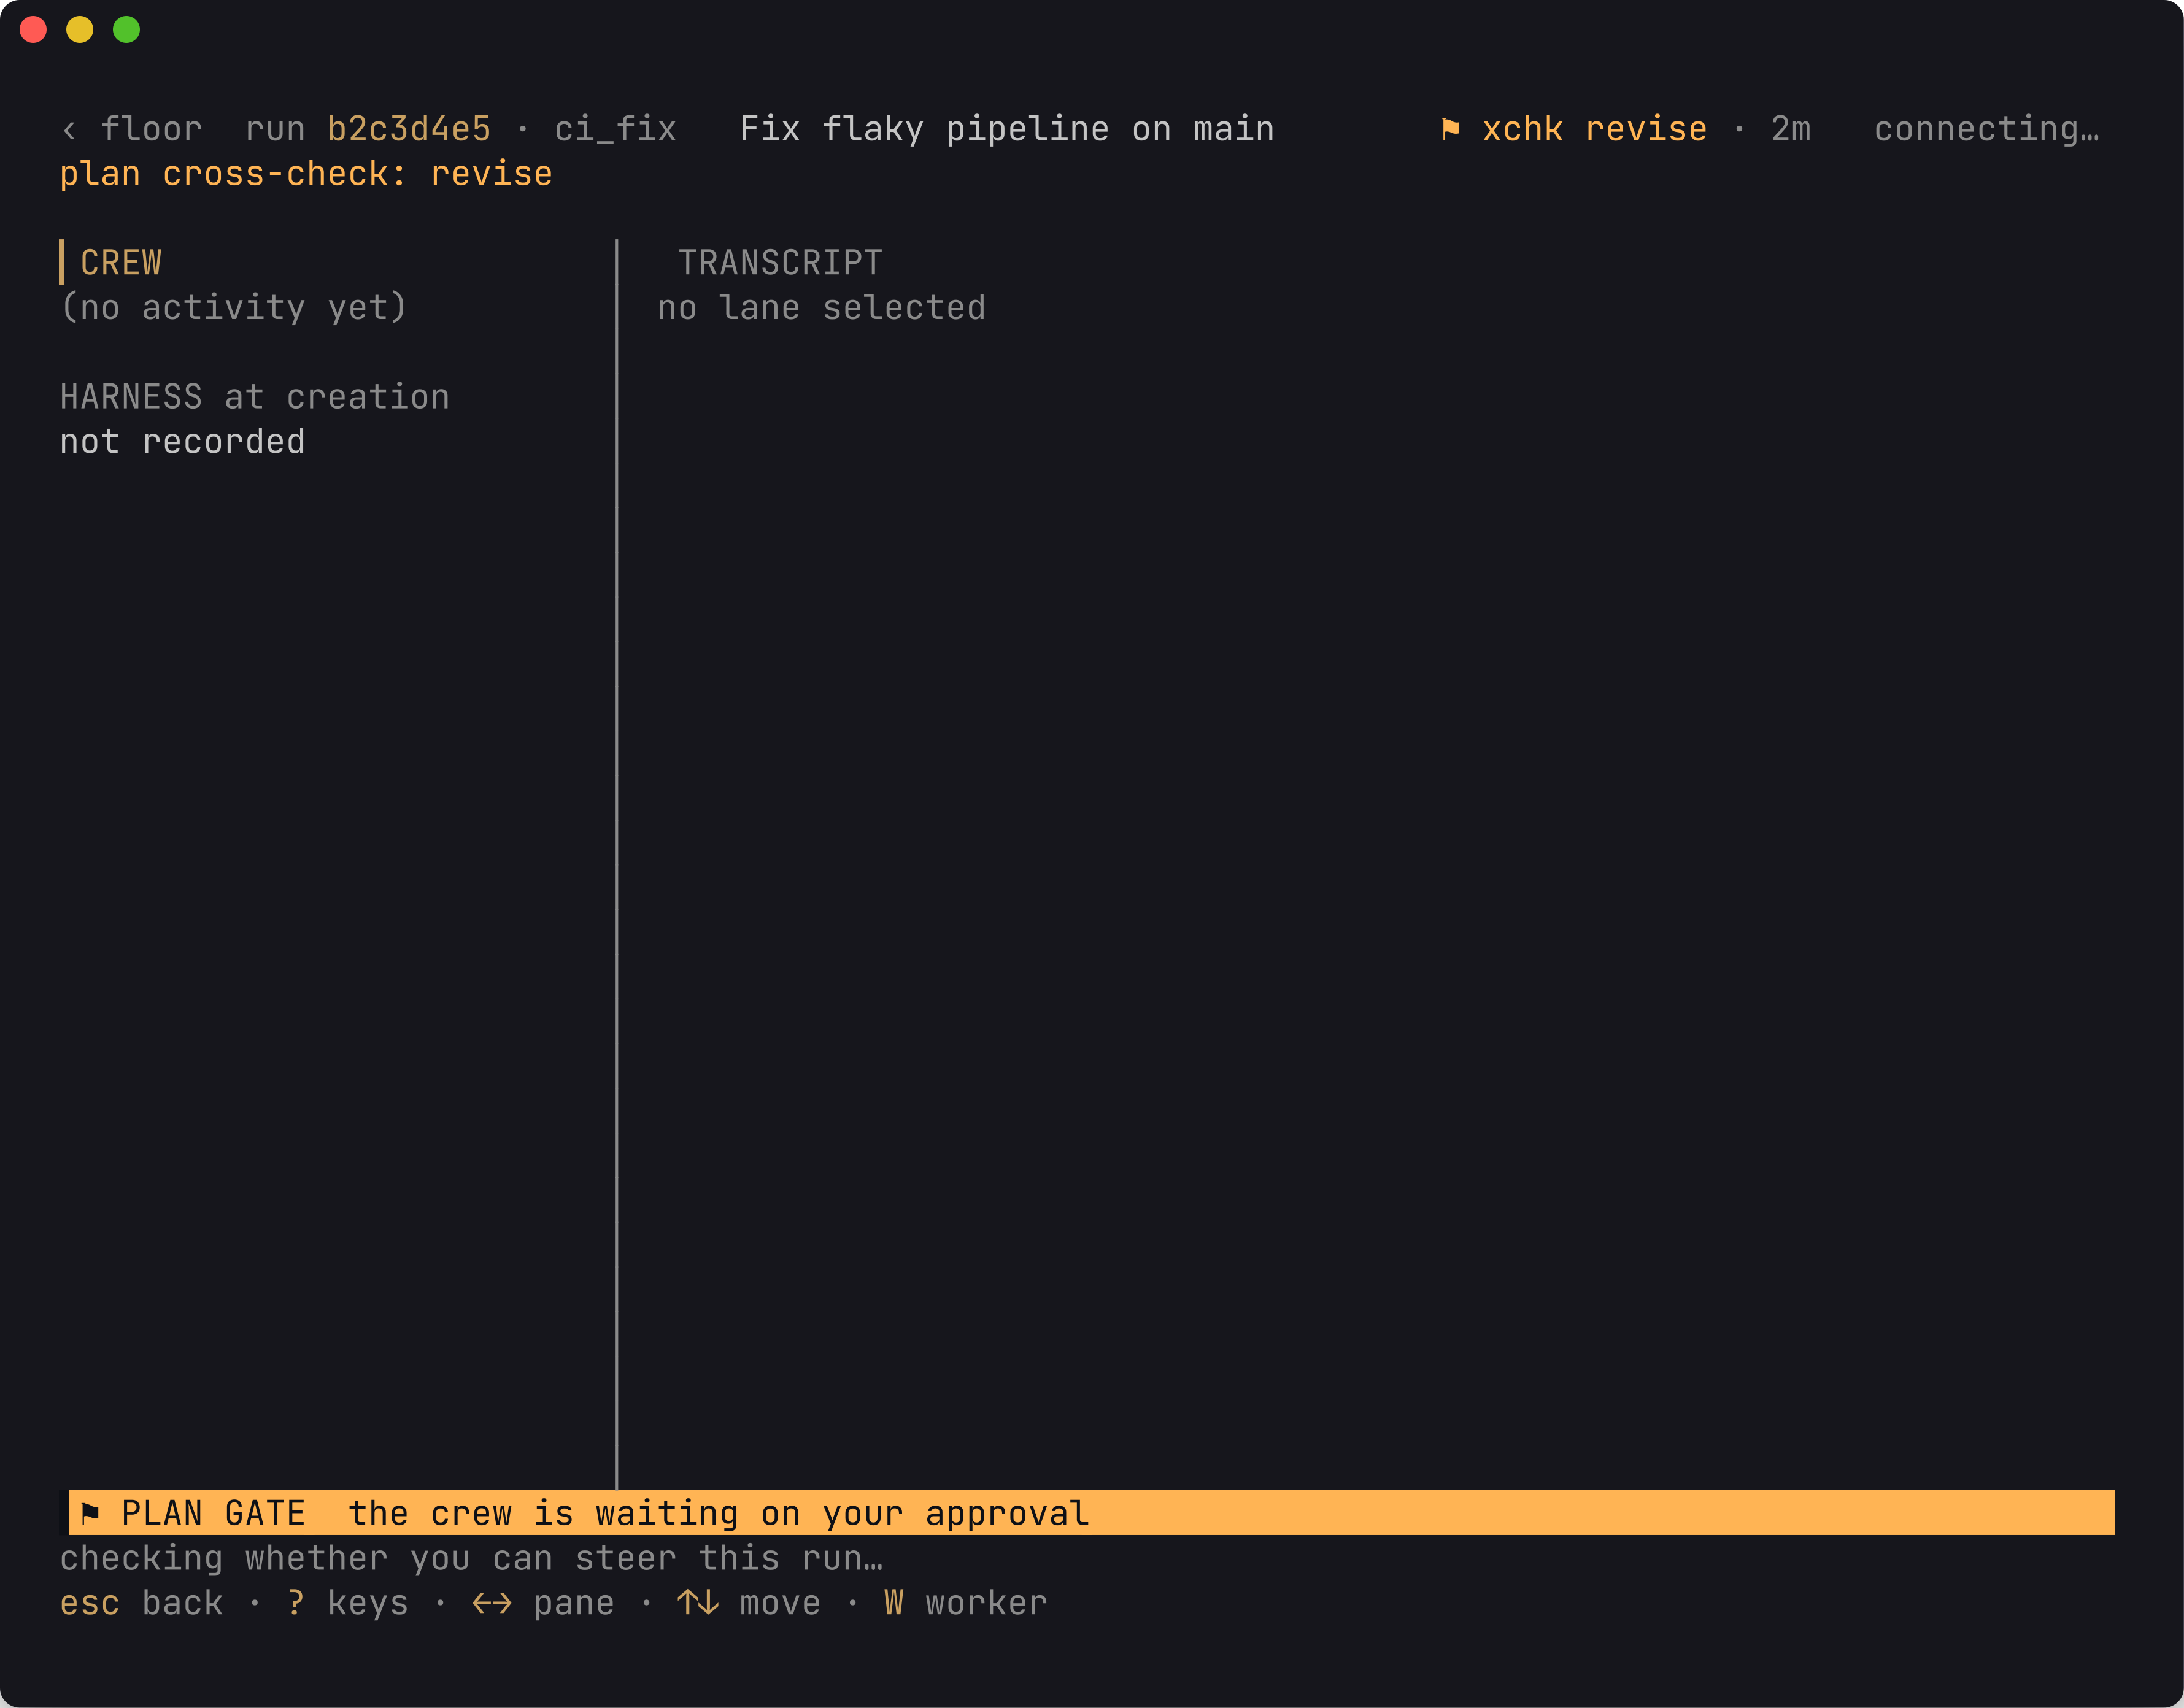 ‹ floor  run b2c3d4e5 · ci_fix   Fix flaky pipeline on main   ⚑ xchk revise · 2m   connecting…
plan cross-check: revise
CREW
(no activity yet)
HARNESS at creation
not recorded
TRANSCRIPT
no lane selected
⚑ PLAN GATE  the crew is waiting on your approval
checking whether you can steer this run…
esc back · ? keys · ←→ pane · ↑↓ move · W worker